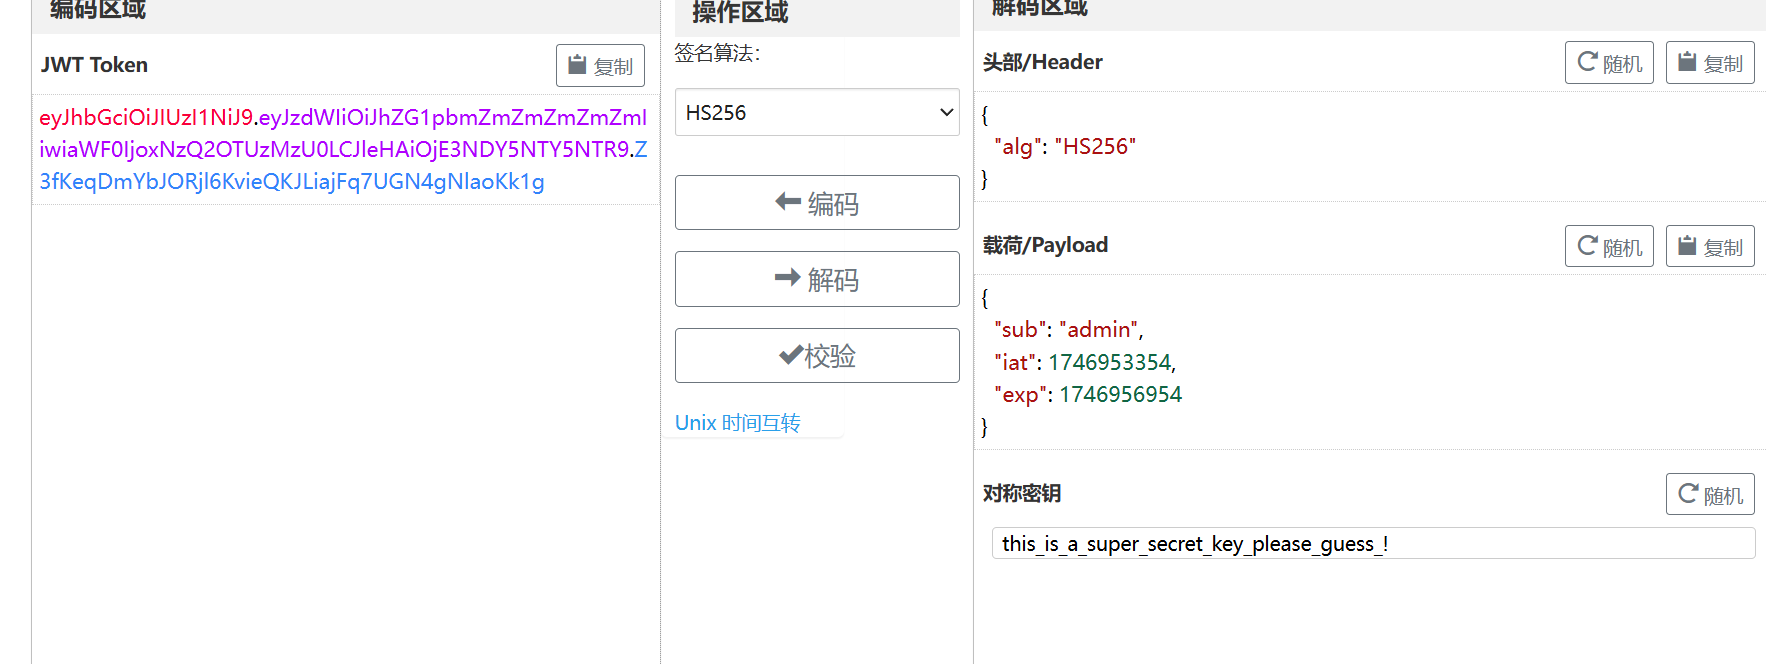 编码区域
JWT Token
复制
eyJhbGciOiJIUzI1NiJ9.eyJzdWIiOiJhZG1pbmZmZmZmZmZmI
iwiaWF0IjoxNzQ2OTUzMzU0LCJleHAiOjE3NDY5NTY5NTR9.Z
3fKeqDmYbJORjl6KvieQKJLiajFq7UGN4gNlaoKk1g
操作区域
签名算法：
HS256
编码
解码
校验
Unix 时间互转
解码区域
头部/Header
随机
复制
{
"alg": "HS256"
}
载荷/Payload
随机
复制
{
"sub": "admin",
"iat": 1746953354,
"exp": 1746956954
}
对称密钥
随机
this_is_a_super_secret_key_please_guess_!